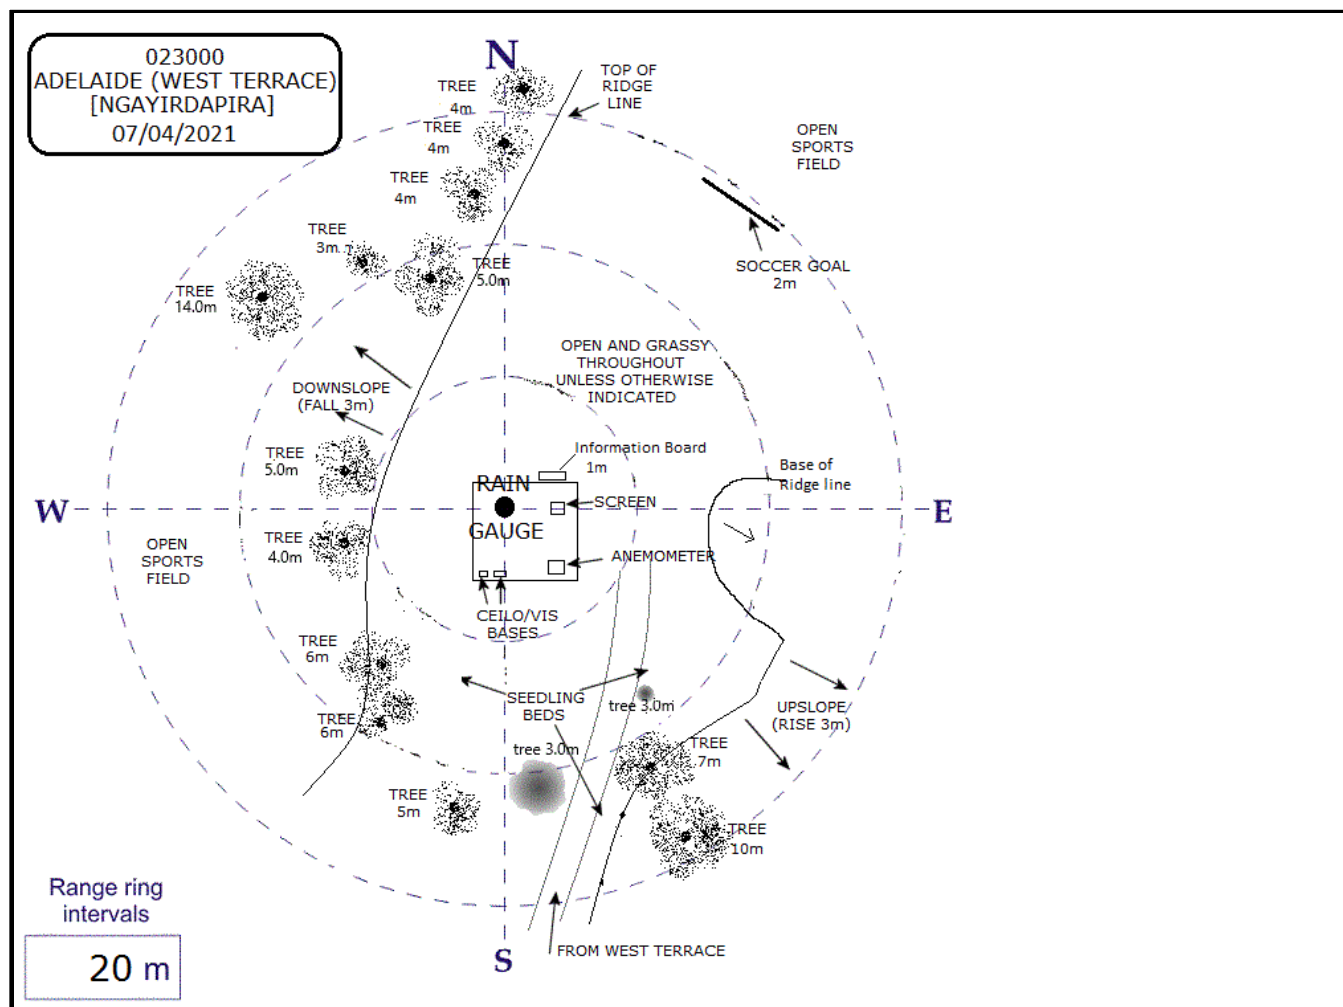 023000
ADELAIDE (WEST TERRACE)
[NGAYIRDAPIRA]
07/04/2021
N
TREE
4m
TOP OF
RIDGE
LINE
TREE
4m
OPEN
SPORTS
FIELD
TREE
4m
TREE
3m
TREE
5.0m
SOCCER GOAL
2m
TREE
14.0m
OPEN AND GRASSY
THROUGHOUT
UNLESS OTHERWISE
INDICATED
DOWNSLOPE
(FALL 3m)
TREE
5.0m
Information Board
1m
Base of
Ridge line
RAIN
GAUGE
SCREEN
W
E
TREE
4.0m
OPEN
SPORTS
FIELD
ANEMOMETER
CEILO/VIS
BASES
TREE
6m
SEEDLING
BEDS
tree 3.0m
UPSLOPE
(RISE 3m)
TREE
6m
tree 3.0m
TREE
7m
TREE
5m
TREE
10m
Range ring
intervals
20 m
FROM WEST TERRACE
S